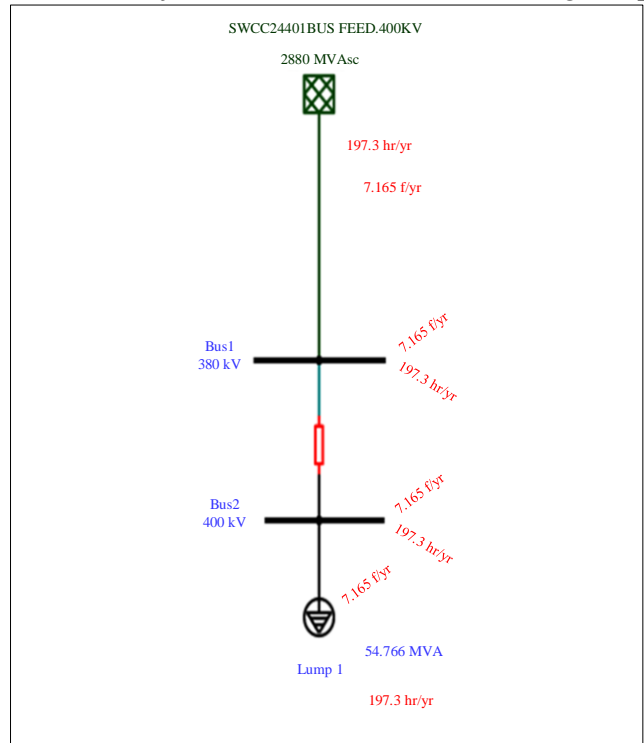 SWCC24401BUS FEED.400KV
2880 MVAsc
197.3 hr/yr
7.165 f/yr
7.165 f/yr
Bus1
380 kV
197.3 hr/yr
7.165 f/yr
Bus2
400 kV
197.3 hr/yr
7.165 f/yr
54.766 MVA
Lump 1
197.3 hr/yr